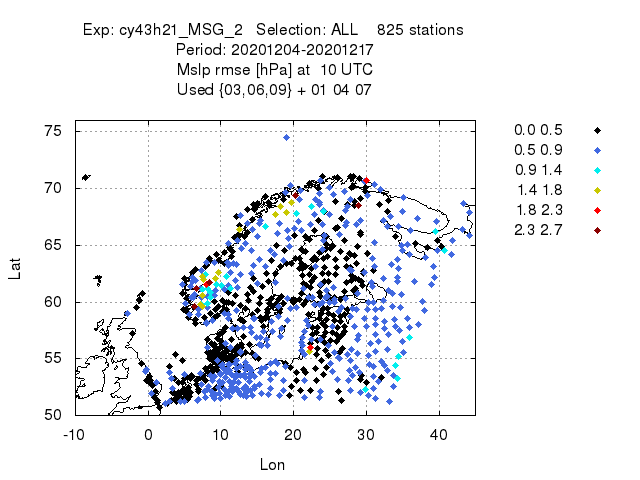 Exp: cy43h21_MSG_2 Selection: ALL 825 stations
Period: 20201204-20201217
Mslp rmse [hPa] at 10 UTC
Used {03,06,09} + 01 04 07
0.0 0.5
0.5 0.9
0.9 1.4
1.4 1.8
1.8 2.3
2.3 2.7
75
70
65
60
55
50
Lat
-10 0 10 20 30 40
Lon